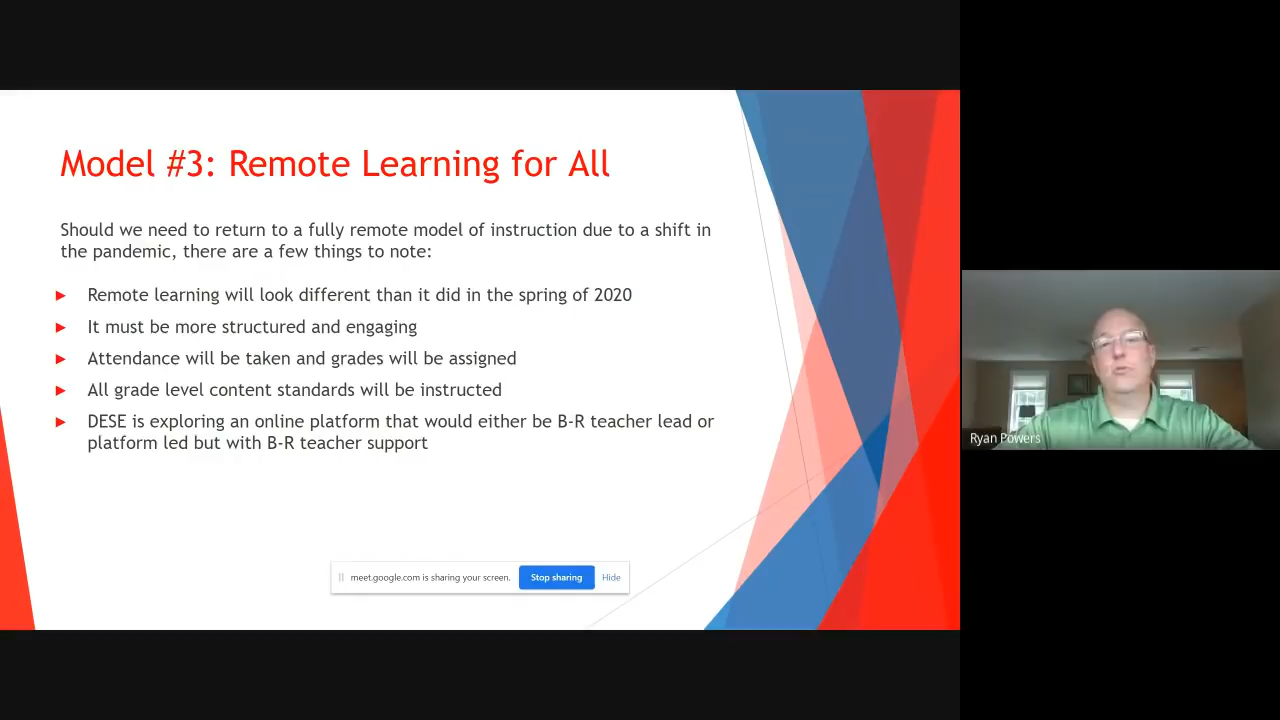 Model #3: Remote Learning for All
Should we need to return to a fully remote model of instruction due to a shift in
the pandemic, there are a few things to note:
Remote learning will look different than it did in the spring of 2020
It must be more structured and engaging
Attendance will be taken and grades will be assigned
All grade level content standards will be instructed
DESE is exploring an online platform that would either be B-R teacher lead or
platform led but with B-R teacher support
meet.google.com is sharing your screen. Stop sharing Hide
Ryan Powers